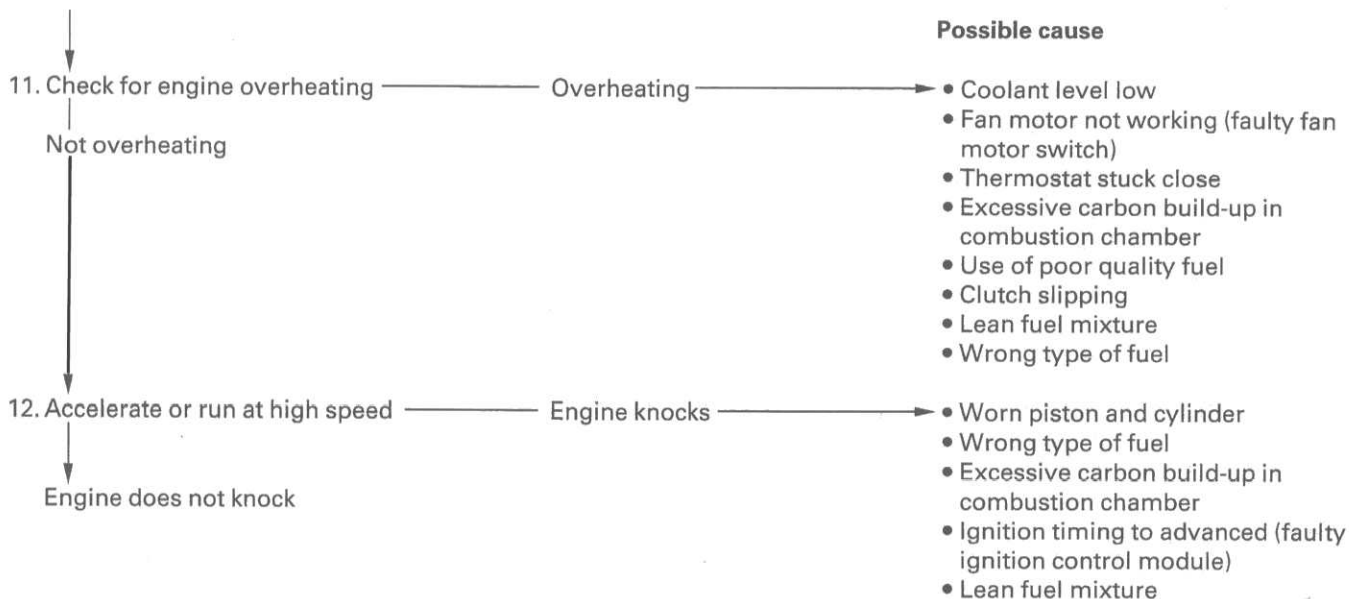 Possible cause
11. Check for engine overheating Overheating • Coolant level low
• Fan motor not working (faulty fan
motor switch)
Not overheating
• Thermostat stuck close
• Excessive carbon build-up in
combustion chamber
• Use of poor quality fuel
• Clutch slipping
• Lean fuel mixture
• Wrong type of fuel
12. Accelerate or run at high speed Engine knocks • Worn piston and cylinder
• Wrong type of fuel
• Excessive carbon build-up in
combustion chamber
Engine does not knock
• Ignition timing to advanced (faulty
ignition control module)
• Lean fuel mixture